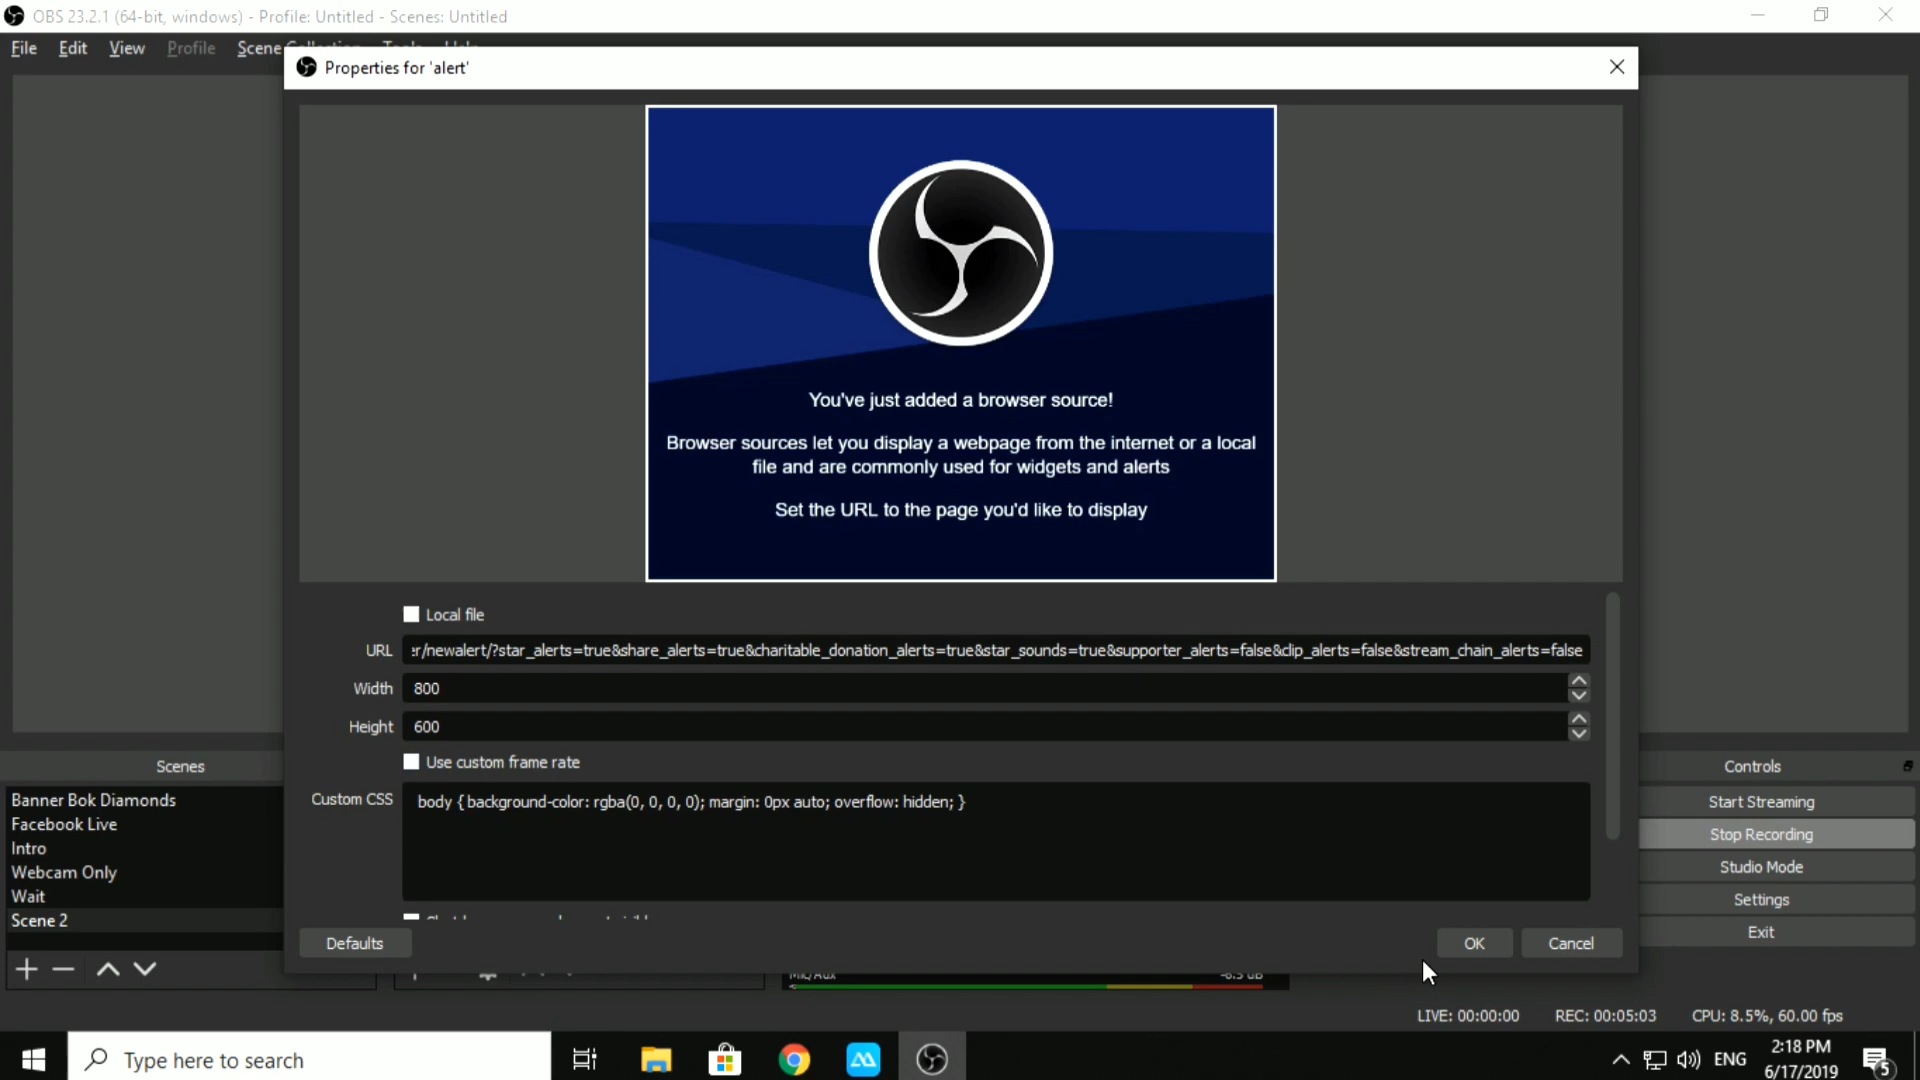 OBS 23.2.1 (64-bit, windows) - Profile: Untitled - Scenes: Untitled
File Edit View Profile Scene
Properties for 'alert'
You've just added a browser source!
Browser sources let you display a webpage from the internet or a local
file and are commonly used for widgets and alerts
Set the URL to the page you'd like to display
Local file
URL er/newalert/?star_alerts=true&share_alerts=true&charitable_donation_alerts=true&star_sounds=true&supporter_alerts=false&clip_alerts=false&stream_chain_alerts=false
Width 800
Height 600
Use custom frame rate
Custom CSS body { background-color: rgba(0, 0, 0, 0); margin: 0px auto; overflow: hidden; }
Defaults
OK
Cancel
Scenes
Banner Bok Diamonds
Facebook Live
Intro
Webcam Only
Wait
Scene 2
Controls
Start Streaming
Stop Recording
Studio Mode
Settings
Exit
LIVE: 00:00:00 REC: 00:05:03 CPU: 8.5%, 60.00 fps
Type here to search
ENG
2:18 PM
6/17/2019
5